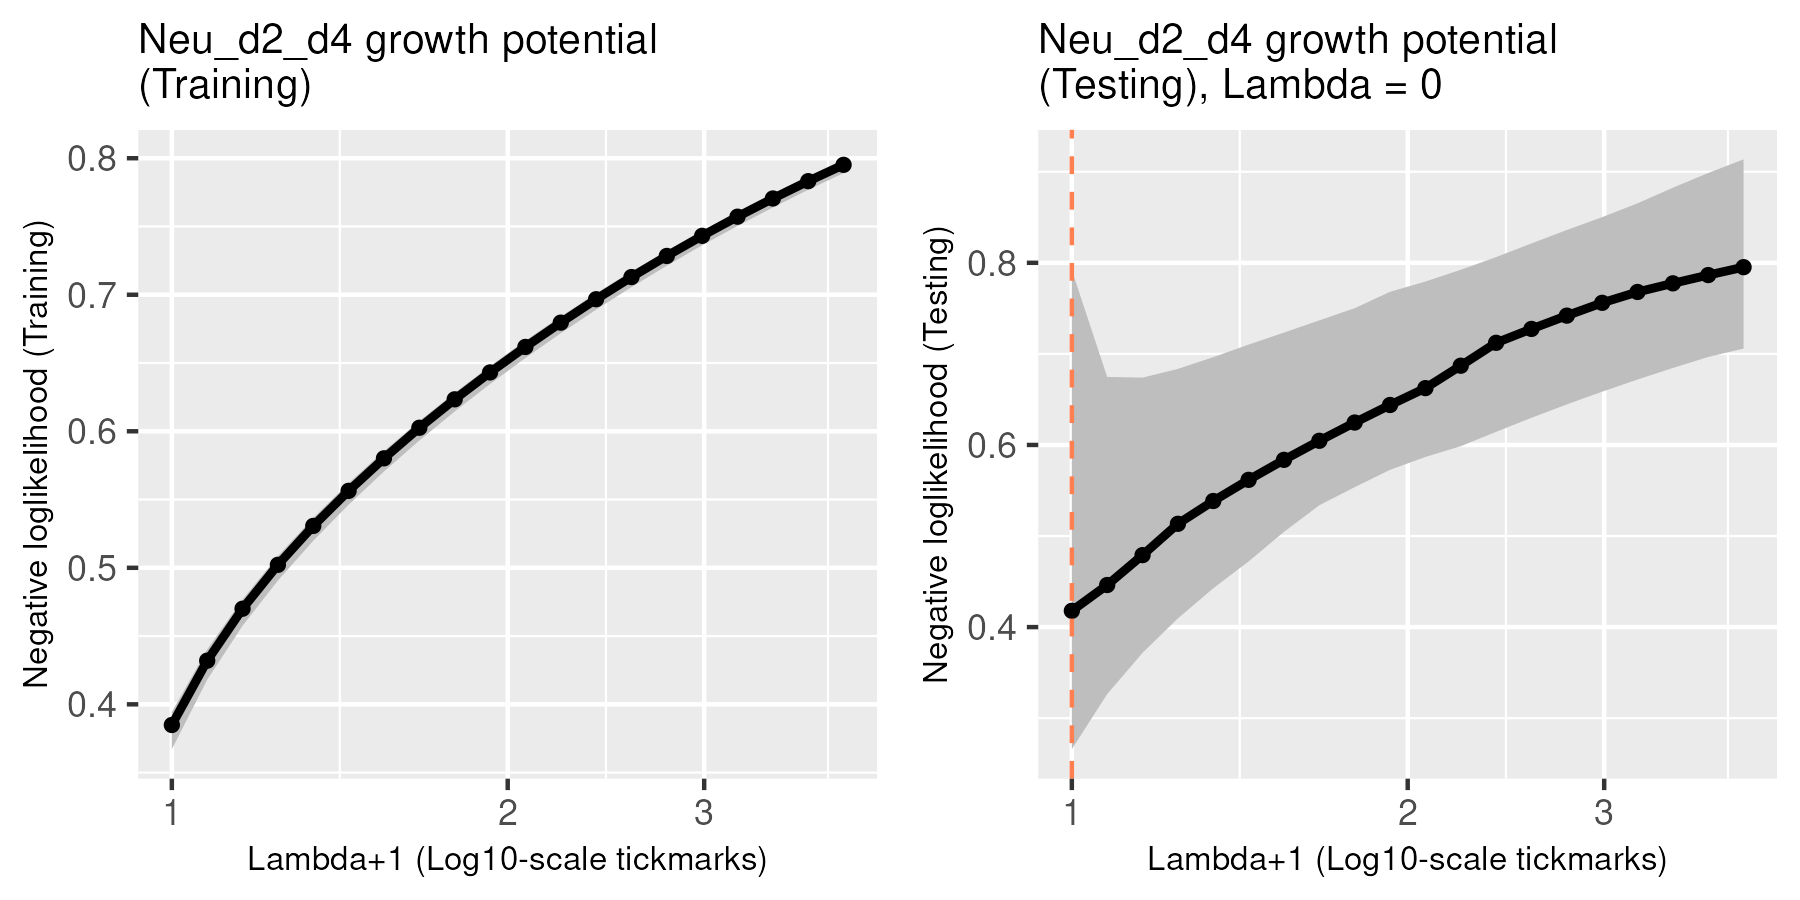 Neu_d2_d4 growth potential
(Training)
Negative loglikelihood (Training)
0.8
0.7
0.6
0.5
0.4
1
2
3
Lambda+1 (Log10-scale tickmarks)
Neu_d2_d4 growth potential
(Testing), Lambda = 0
Negative loglikelihood (Testing)
0.8
0.6
0.4
1
2
3
Lambda+1 (Log10-scale tickmarks)